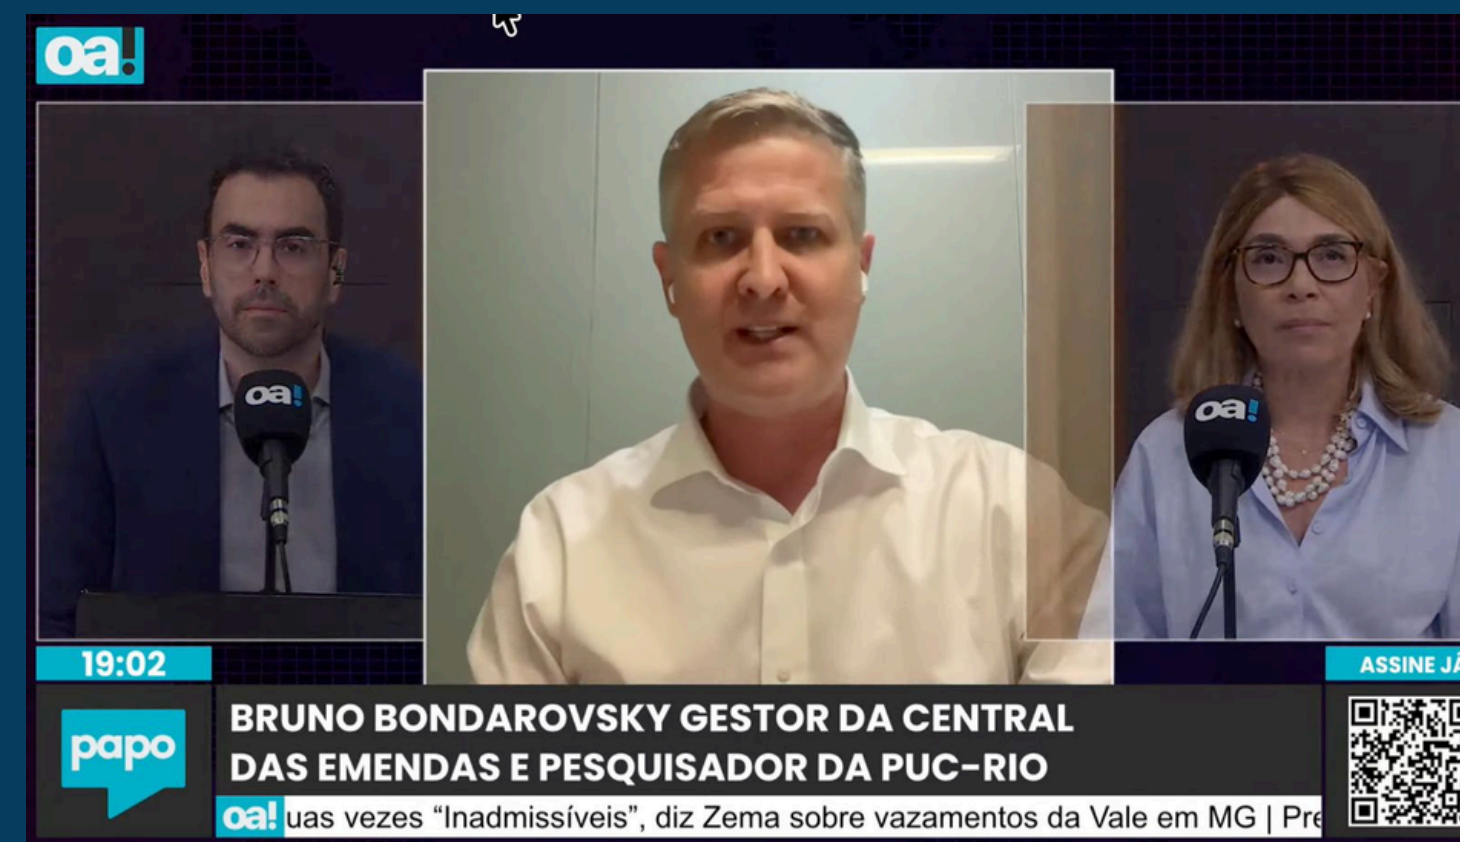 oa!
oa!
oa!
19:02
ASSINE JÁ
papo
BRUNO BONDAROVSKY GESTOR DA CENTRAL
DAS EMENDAS E PESQUISADOR DA PUC-RIO
oa! uas vezes “Inadmissíveis”, diz Zema sobre vazamentos da Vale em MG | Pre